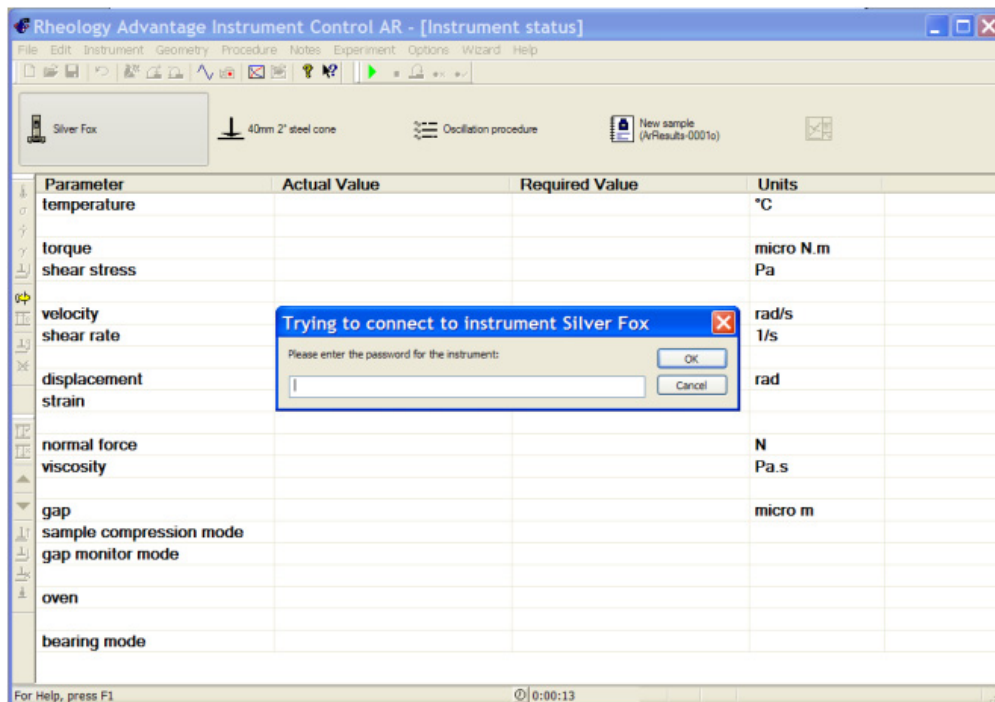 Rheology Advantage Instrument Control AR - [Instrument status]
File Edit Instrument Geometry Procedure Notes Experiment Options Wizard Help
Silver Fox
40mm 2° steel cone
Oscillation procedure
New sample
(ArResults-0001o)
Parameter Actual Value Required Value Units
temperature °C
torque micro N.m
shear stress Pa
velocity rad/s
shear rate 1/s
displacement rad
strain
normal force N
viscosity Pa.s
gap micro m
sample compression mode
gap monitor mode
oven
bearing mode
Trying to connect to instrument Silver Fox
Please enter the password for the instrument:
OK
Cancel
For Help, press F1 0:00:13